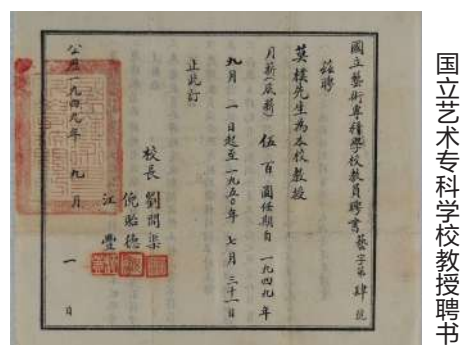 國立藝術專科學校教員聘書藝字第肆號
茲聘
莫樸先生為本校教授
月薪（底薪）伍百圓任期自一九四九年
九月一日起至一九五〇年七月三十一日
止此訂
校長劉開渠
倪貽德
江豐
公曆一九四九年九月一日
国立艺术专科学校教授聘书